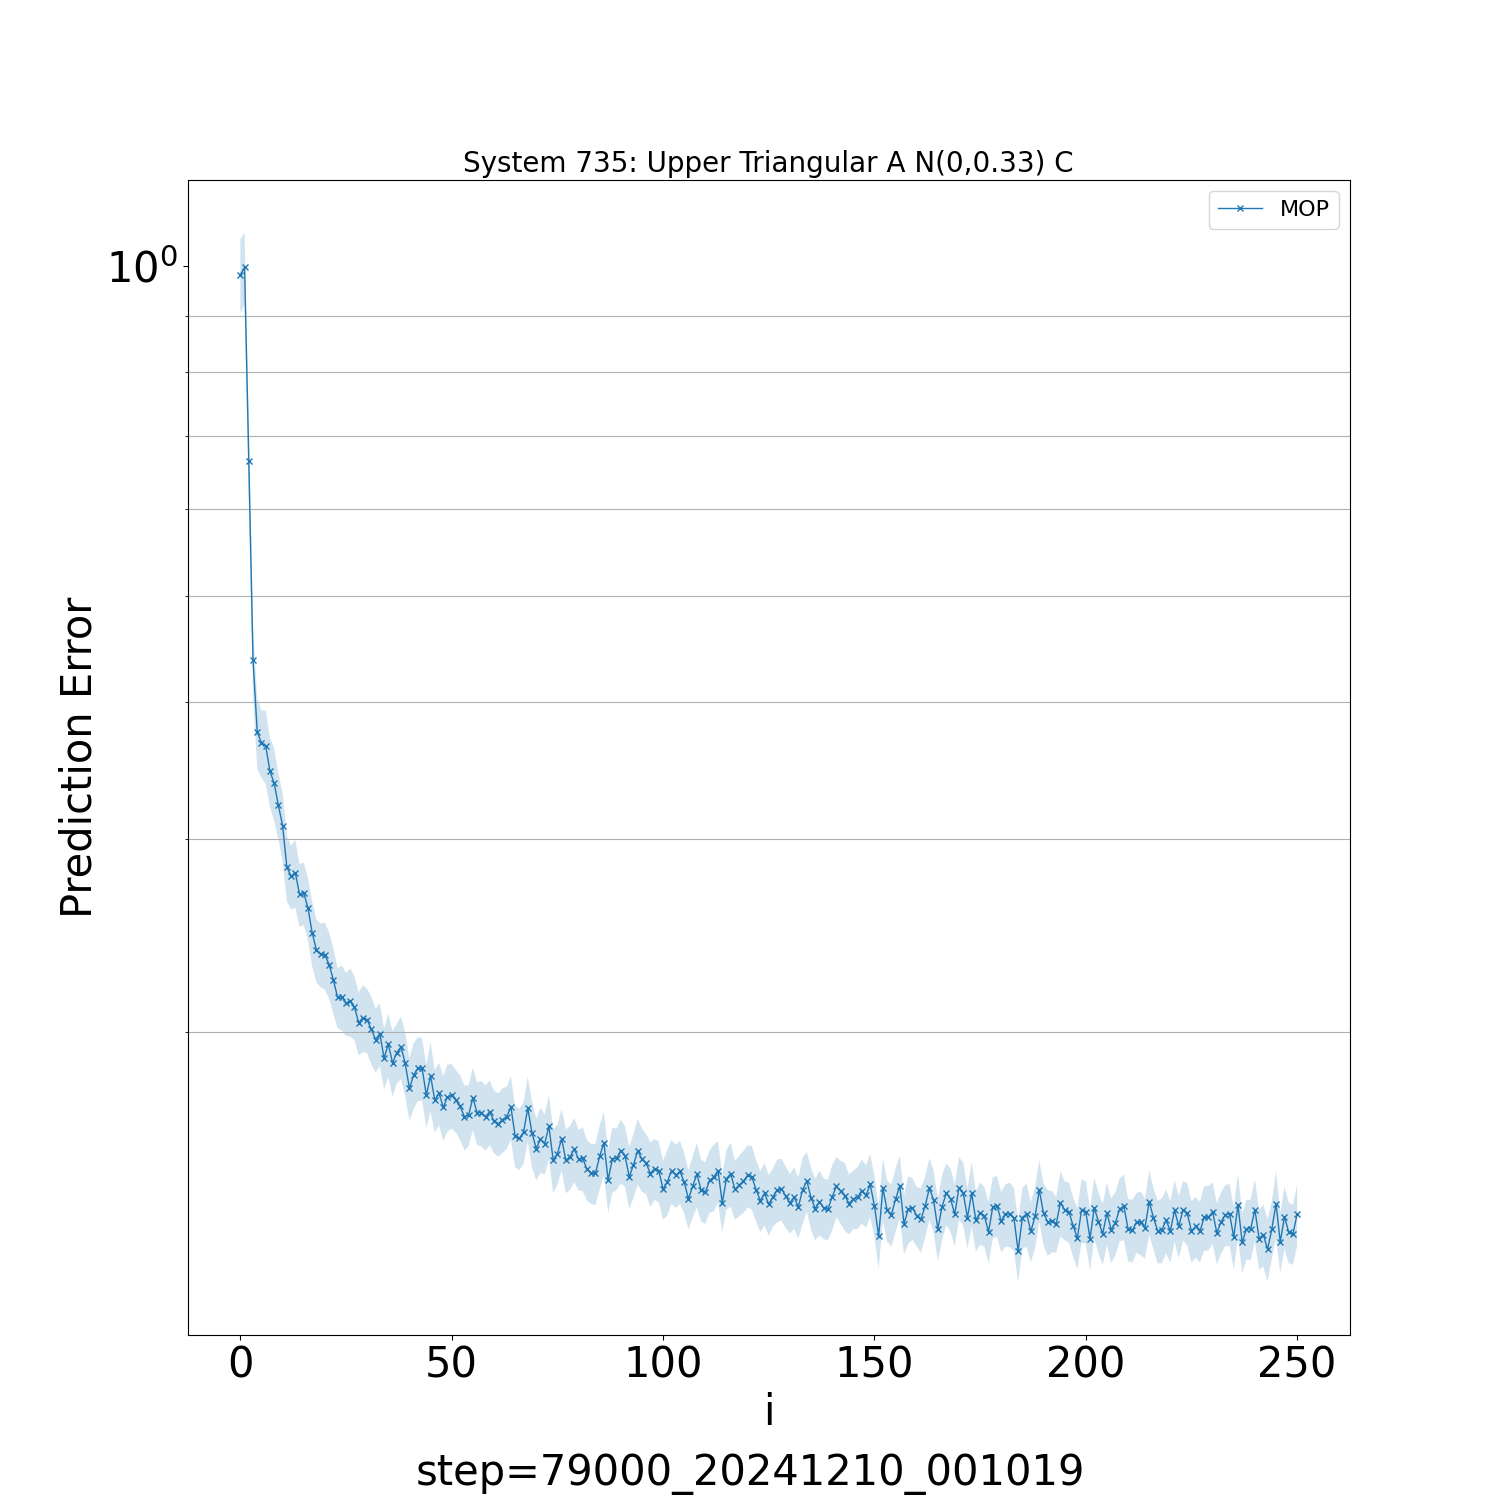 System 735: Upper Triangular A N(0,0.33) C
MOP
10⁰
Prediction Error
0 50 100 150 200 250
i
step=79000_20241210_001019